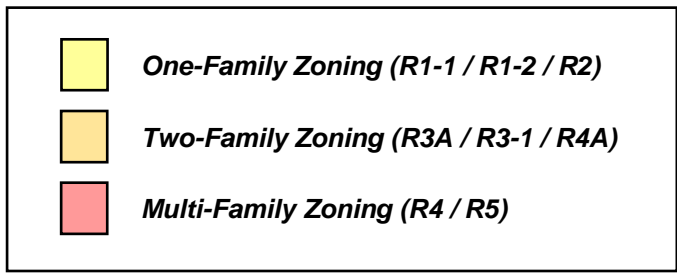 One-Family Zoning (R1-1 / R1-2 / R2)
Two-Family Zoning (R3A / R3-1 / R4A)
Multi-Family Zoning (R4 / R5)